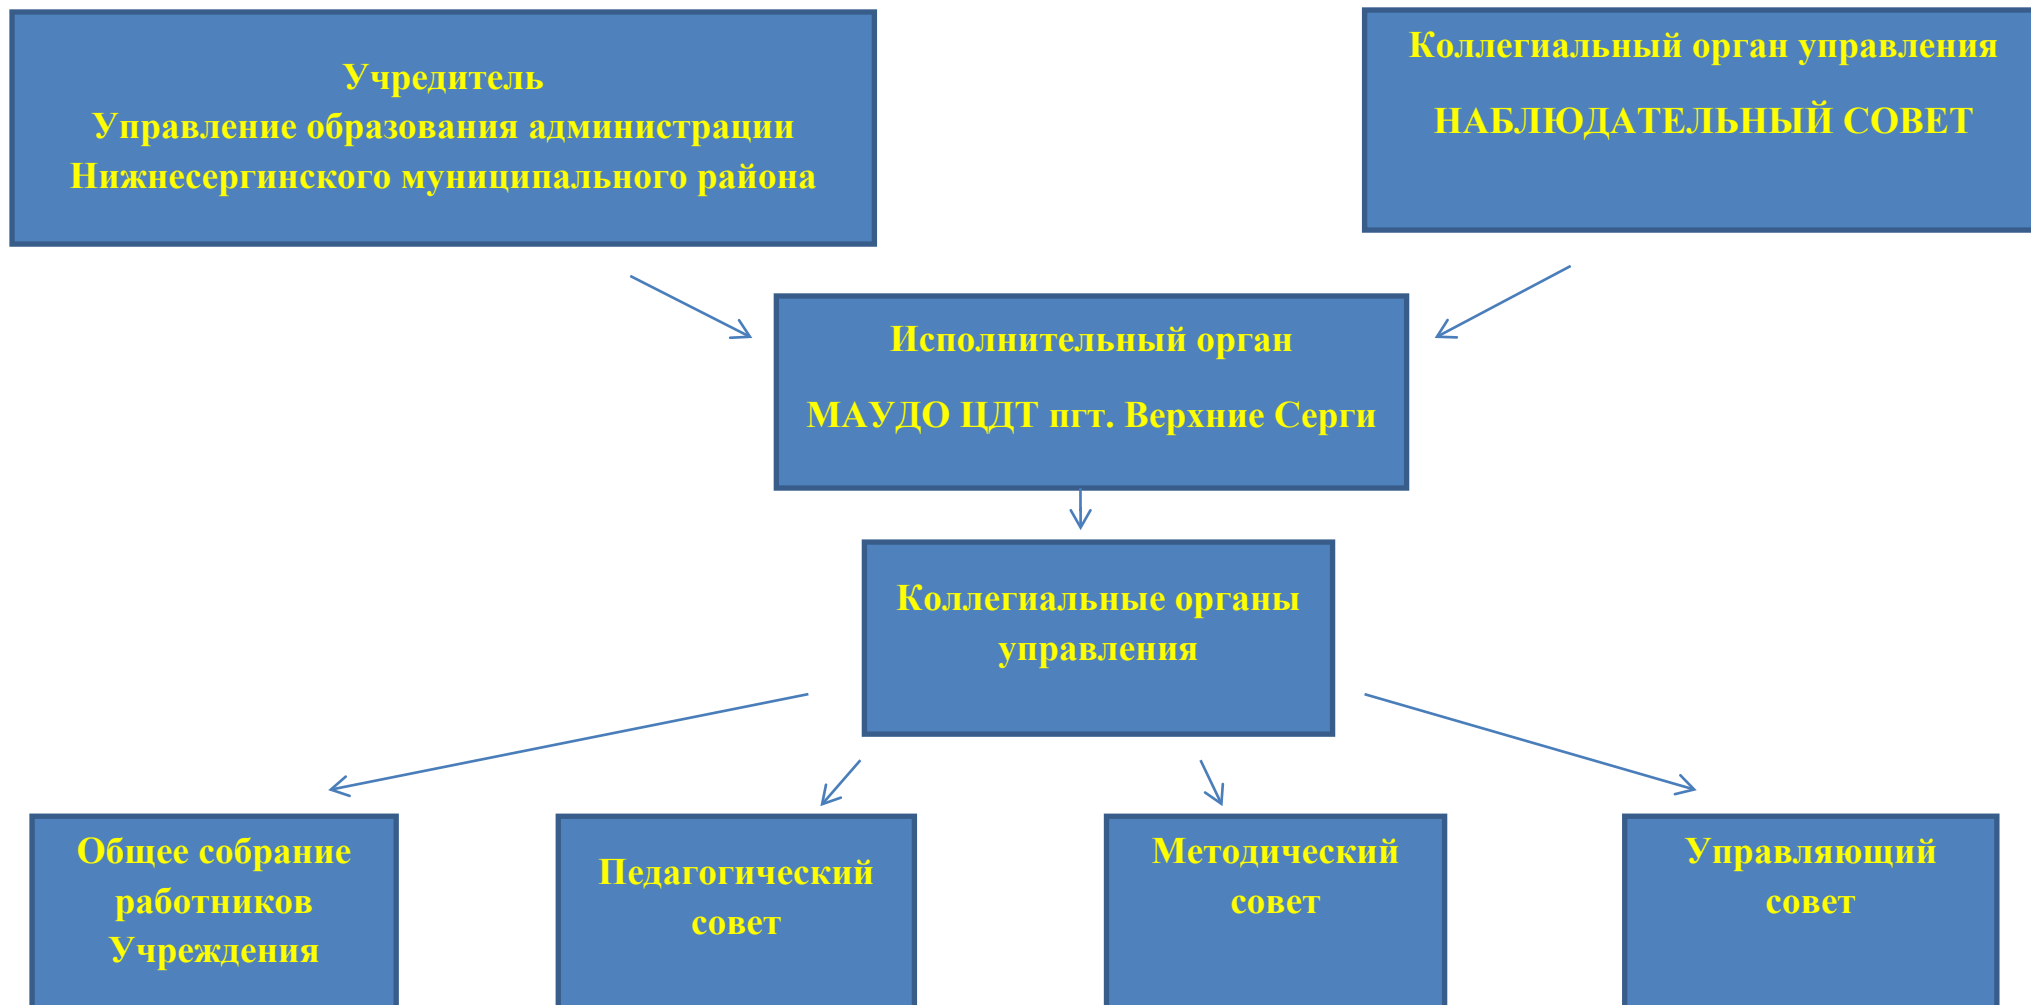 Учредитель
Управление образования администрации
Нижнесергинского муниципального района
Коллегиальный орган управления
НАБЛЮДАТЕЛЬНЫЙ СОВЕТ
Исполнительный орган
МАУДО ЦДТ пгт. Верхние Серги
Коллегиальные органы
управления
Общее собрание
работников
Учреждения
Педагогический
совет
Методический
совет
Управляющий
совет